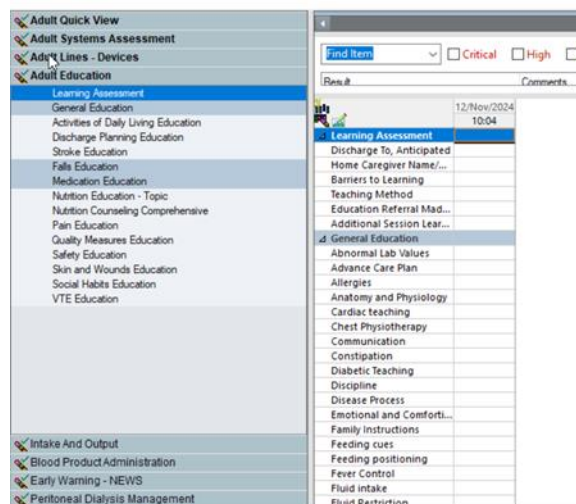 Adult Quick View
Adult Systems Assessment
Adult Lines - Devices
Adult Education
Learning Assessment
General Education
Activities of Daily Living Education
Discharge Planning Education
Stroke Education
Falls Education
Medication Education
Nutrition Education - Topic
Nutrition Counseling Comprehensive
Pain Education
Quality Measures Education
Safety Education
Skin and Wounds Education
Social Habits Education
VTE Education
Intake And Output
Blood Product Administration
Early Warning - NEWS
Peritoneal Dialysis Management
Find Item
Critical
High
Result
Comments
12/Nov/2024
10:04
Learning Assessment
Discharge To, Anticipated
Home Caregiver Name/...
Barriers to Learning
Teaching Method
Education Referral Mad...
Additional Session Lear...
General Education
Abnormal Lab Values
Advance Care Plan
Allergies
Anatomy and Physiology
Cardiac teaching
Chest Physiotherapy
Communication
Constipation
Diabetic Teaching
Discipline
Disease Process
Emotional and Comforti...
Family Instructions
Feeding cues
Feeding positioning
Fever Control
Fluid intake
Fluid Restriction